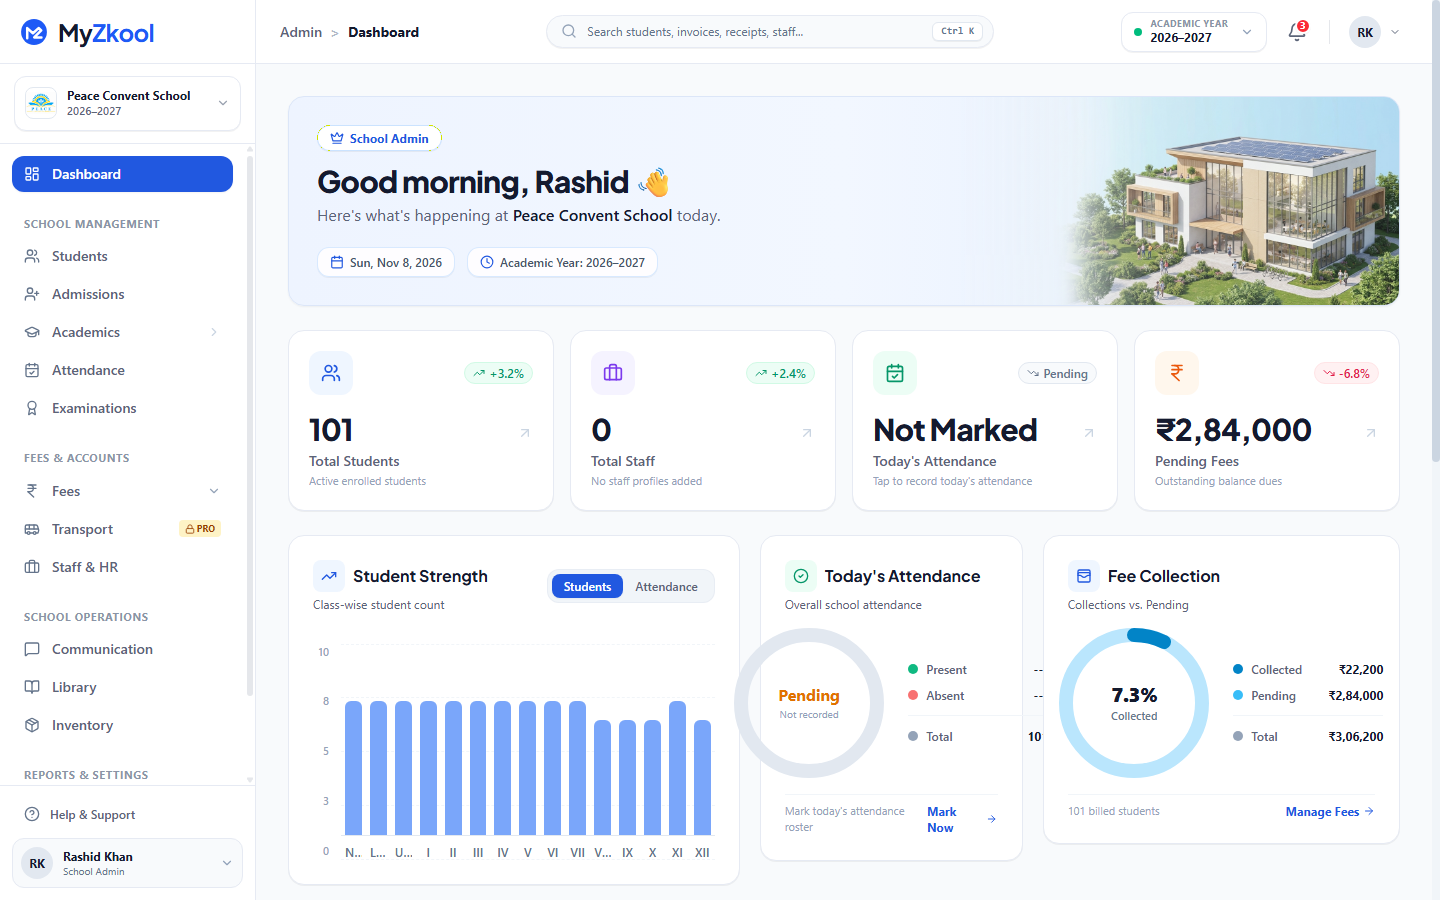 MyZkool
Admin > Dashboard
Search students, invoices, receipts, staff...
Ctrl K
ACADEMIC YEAR
2026–2027
3
RK
Peace Convent School
2026–2027
Dashboard
SCHOOL MANAGEMENT
Students
Admissions
Academics
Attendance
Examinations
FEES & ACCOUNTS
Fees
Transport
PRO
Staff & HR
SCHOOL OPERATIONS
Communication
Library
Inventory
REPORTS & SETTINGS
Help & Support
RK
Rashid Khan
School Admin
School Admin
Good morning, Rashid 👋
Here's what's happening at Peace Convent School today.
Sun, Nov 8, 2026
Academic Year: 2026–2027
+3.2%
101
Total Students
Active enrolled students
+2.4%
0
Total Staff
No staff profiles added
Pending
Not Marked
Today's Attendance
Tap to record today's attendance
-6.8%
₹2,84,000
Pending Fees
Outstanding balance dues
Student Strength
Class-wise student count
Students
Attendance
10
8
5
3
0
N... L... U... I II III IV V VI VII V... IX X XI XII
Today's Attendance
Overall school attendance
Pending
Not recorded
Present --
Absent --
Total 10
Mark today's attendance roster
Mark Now
Fee Collection
Collections vs. Pending
7.3%
Collected
Collected ₹22,200
Pending ₹2,84,000
Total ₹3,06,200
101 billed students
Manage Fees